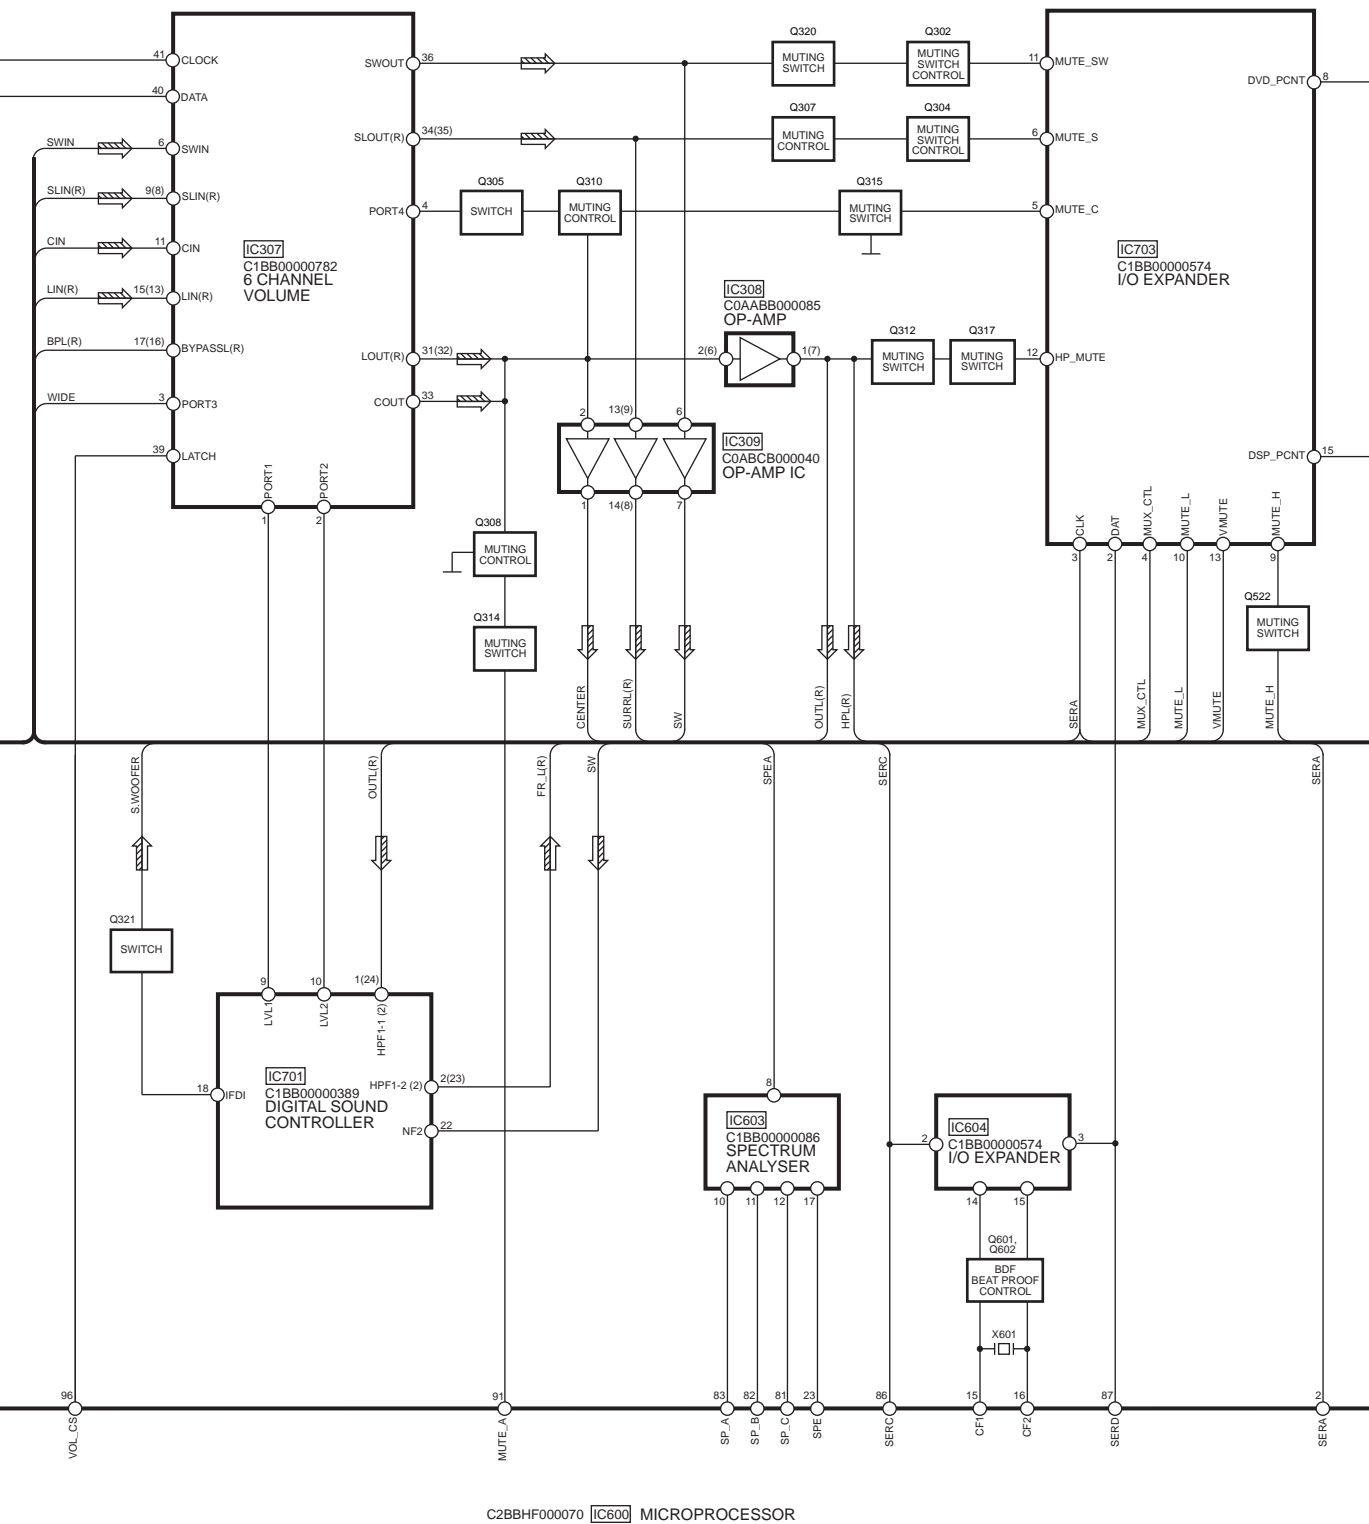 41
CLOCK
40
DATA
SWIN
6
SWIN
SLIN(R)
9(8)
SLIN(R)
CIN
11
CIN
LIN(R)
15(13)
LIN(R)
BPL(R)
17(16)
BYPASSL(R)
WIDE
3
PORT3
39
LATCH
IC307
C1BB00000782
6 CHANNEL
VOLUME
PORT1
1
PORT2
2
SWOUT
36
SLOUT(R)
34(35)
PORT4
4
LOUT(R)
31(32)
COUT
33
Q320
MUTING
SWITCH
Q302
MUTING
SWITCH
CONTROL
Q307
MUTING
CONTROL
Q304
MUTING
SWITCH
CONTROL
Q305
SWITCH
Q310
MUTING
CONTROL
Q315
MUTING
SWITCH
IC308
C0AABB000085
OP-AMP
2(6)
1(7)
Q312
MUTING
SWITCH
Q317
MUTING
SWITCH
2
13(9)
6
IC309
C0ABCB000040
OP-AMP IC
1
14(8)
7
Q308
MUTING
CONTROL
Q314
MUTING
SWITCH
11
MUTE_SW
6
MUTE_S
5
MUTE_C
12
HP_MUTE
IC703
C1BB00000574
I/O EXPANDER
DVD_PCNT
8
DSP_PCNT
15
CLK
3
DAT
2
MUX_CTL
4
MUTE_L
10
VMUTE
13
MUTE_H
9
Q522
MUTING
SWITCH
CENTER
SURRL(R)
SW
OUTL(R)
HPL(R)
SERA
MUX_CTL
MUTE_L
VMUTE
MUTE_H
S.WOOFER
OUTL(R)
FR_L(R)
SW
SPEA
SERC
SERA
Q321
SWITCH
9
LVL1
10
LVL2
1(24)
HPF1-1 (2)
IC701
C1BB00000389
DIGITAL SOUND
CONTROLLER
18
IFDI
HPF1-2 (2)
2(23)
NF2
22
8
IC603
C1BB00000086
SPECTRUM
ANALYSER
10
11
12
17
2
IC604
C1BB00000574
I/O EXPANDER
3
14
15
Q601,
Q602
BDF
BEAT PROOF
CONTROL
X601
96
VOL_CS
91
MUTE_A
83
SP_A
82
SP_B
81
SP_C
23
SPE
86
SERC
15
CF1
16
CF2
87
SERD
2
SERA
C2BBHF000070 IC600 MICROPROCESSOR